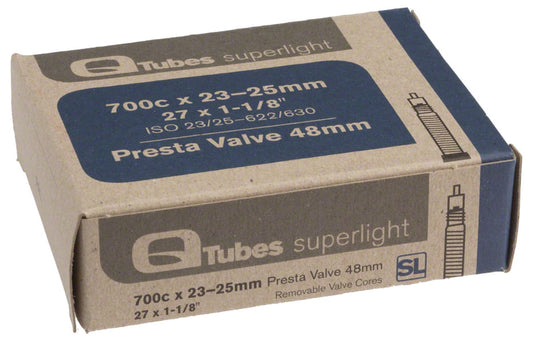 Q Tubes superlight
700c x 23–25mm
27 x 1-1/8"
ISO 23/25-622/630
Presta Valve 48mm
Q Tubes superlight
700c x 23–25mm Presta Valve 48mm
27 x 1-1/8" Removable Valve Cores
SL